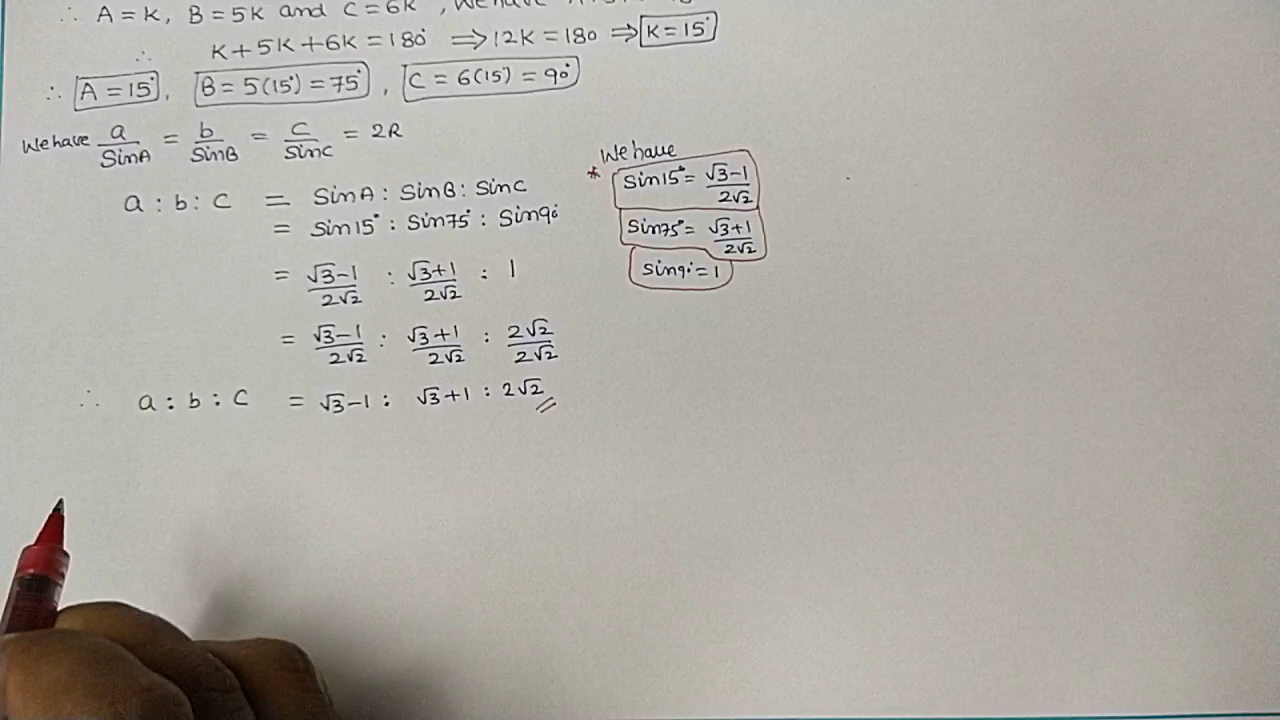 ∴ A = K, B = 5K and C = 6K, We have
∴ K + 5K + 6K = 180° ⇒ 12K = 180 ⇒ K = 15°
∴ A = 15°, B = 5(15°) = 75°, C = 6(15°) = 90°
We have a/SinA = b/SinB = c/SinC = 2R
a : b : c = SinA : SinB : SinC
= Sin15° : Sin75° : Sin90°
= √3-1/2√2 : √3+1/2√2 : 1
= √3-1/2√2 : √3+1/2√2 : 2√2/2√2
∴ a : b : c = √3-1 : √3+1 : 2√2
We have
* Sin15° = √3-1/2√2
Sin75° = √3+1/2√2
Sin90° = 1